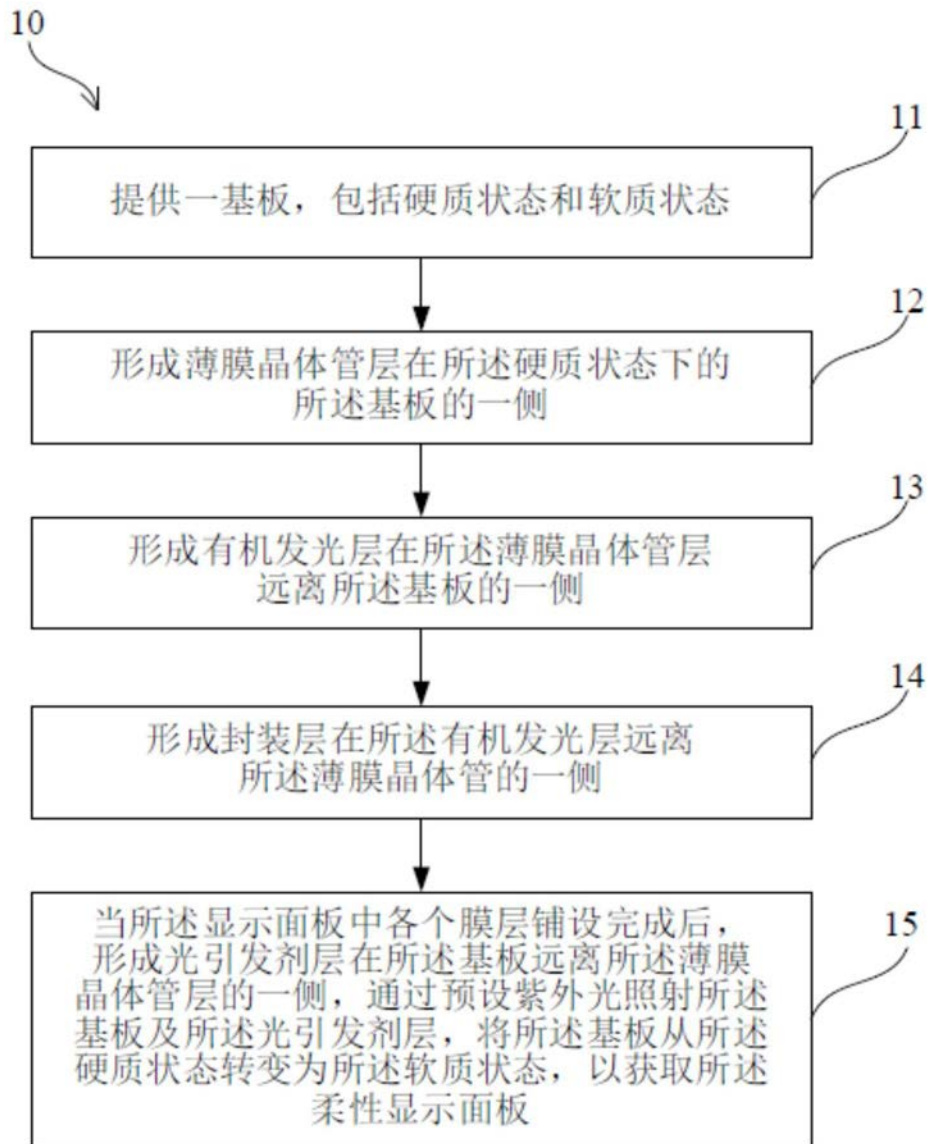 10
11
提供一基板，包括硬质状态和软质状态
12
形成薄膜晶体管层在所述硬质状态下的
所述基板的一侧
13
形成有机发光层在所述薄膜晶体管层
远离所述基板的一侧
14
形成封装层在所述有机发光层远离
所述薄膜晶体管的一侧
15
当所述显示面板中各个膜层铺设完成后，
形成光引发剂层在所述基板远离所述薄膜
晶体管层的一侧，通过预设紫外光照射所述
基板及所述光引发剂层，将所述基板从所述
硬质状态转变为所述软质状态，以获取所述
柔性显示面板